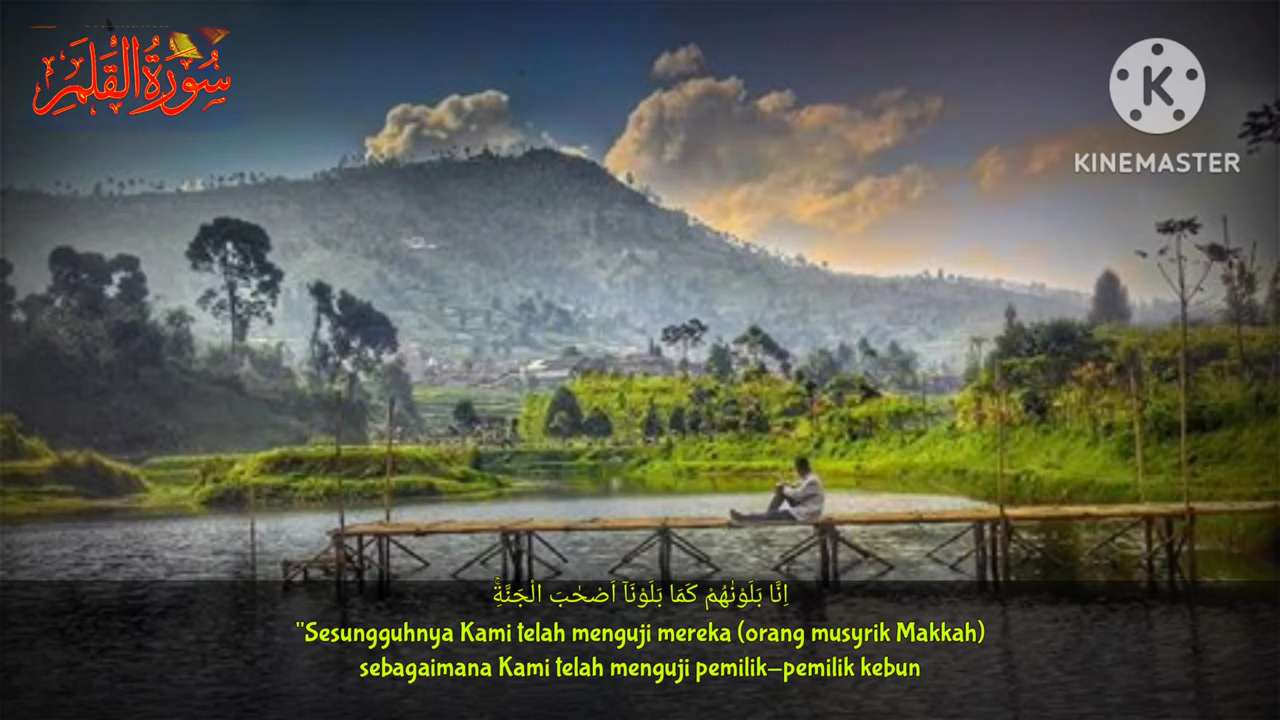 سُورَةُ الْقَلَمِ
KINEMASTER
اِنَّا بَلَوْنٰهُمْ كَمَا بَلَوْنَآ اَصْحٰبَ الْجَنَّةِۚ
"Sesungguhnya Kami telah menguji mereka (orang musyrik Makkah)
sebagaimana Kami telah menguji pemilik-pemilik kebun